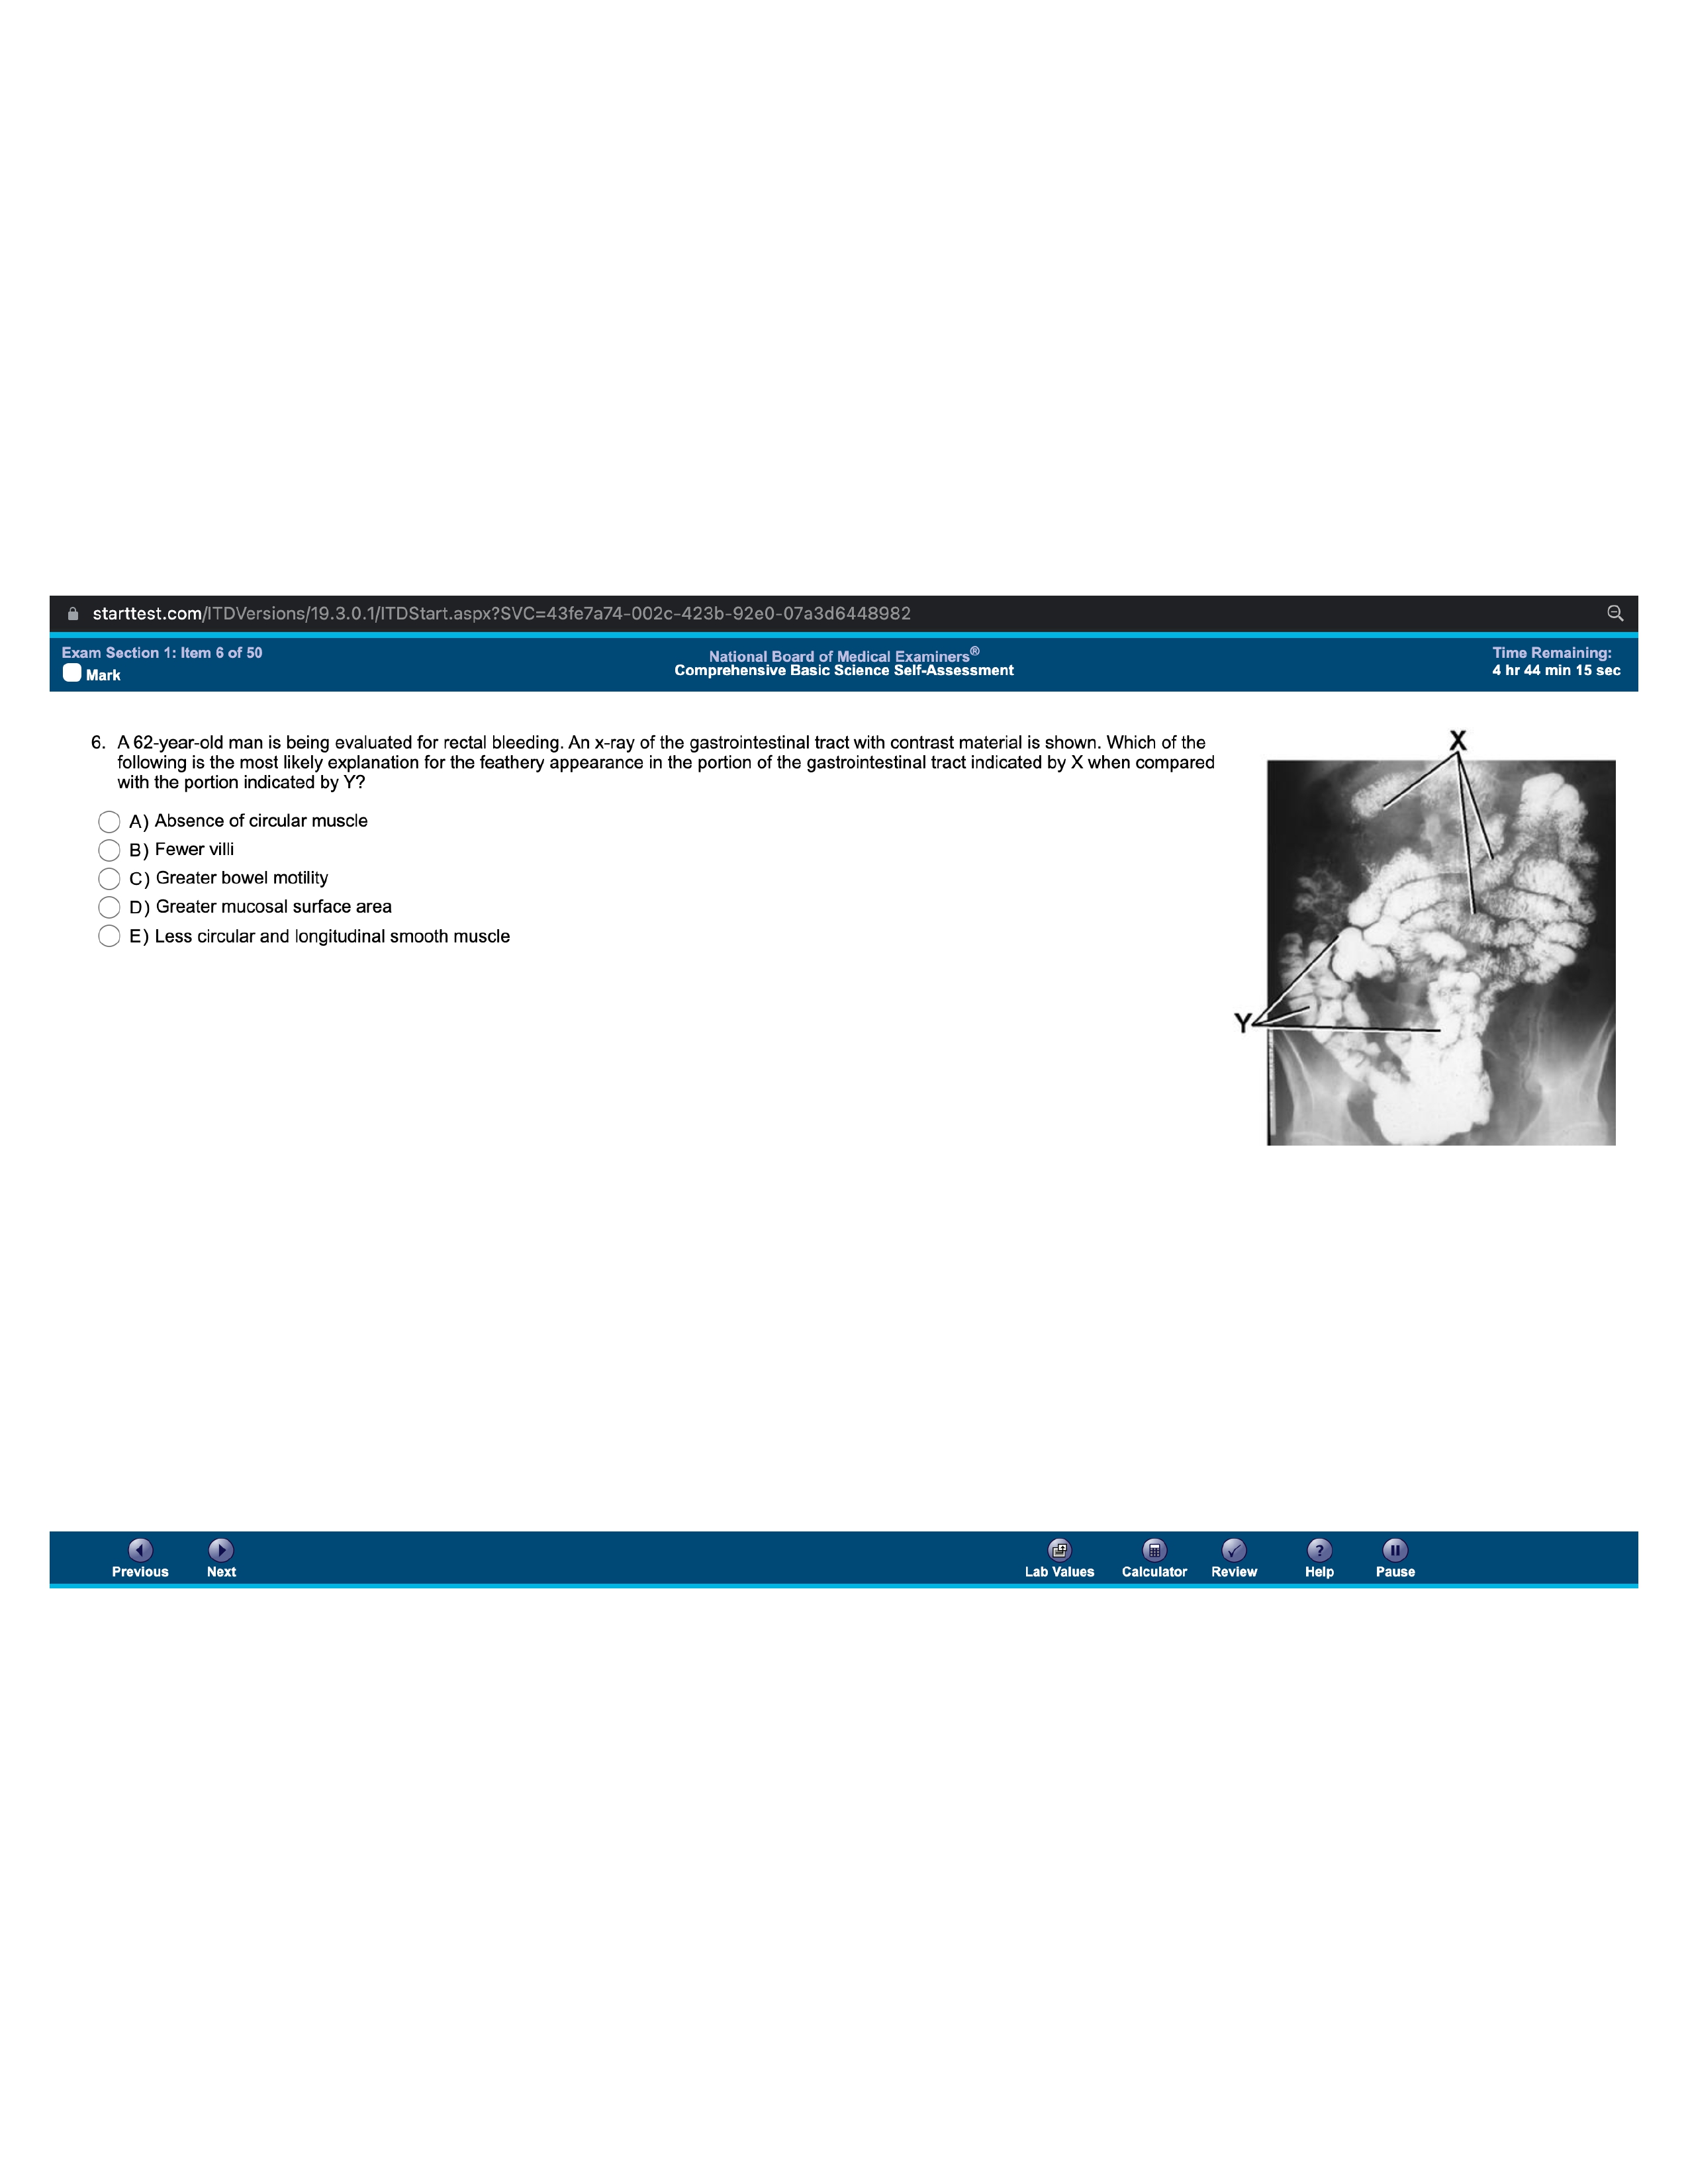 starttest.com/ITDVersions/19.3.0.1/ITDStart.aspx?SVC=43fe7a74-002c-423b-92e0-07a3d6448982
Exam Section 1: Item 6 of 50
Mark
National Board of Medical Examiners®
Comprehensive Basic Science Self-Assessment
Time Remaining:
4 hr 44 min 15 sec
6. A 62-year-old man is being evaluated for rectal bleeding. An x-ray of the gastrointestinal tract with contrast material is shown. Which of the
following is the most likely explanation for the feathery appearance in the portion of the gastrointestinal tract indicated by X when compared
with the portion indicated by Y?
A) Absence of circular muscle
B) Fewer villi
C) Greater bowel motility
D) Greater mucosal surface area
E) Less circular and longitudinal smooth muscle
X
Y
Previous
Next
Lab Values
Calculator
Review
Help
Pause